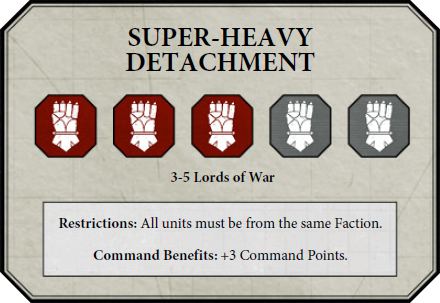 SUPER-HEAVY
DETACHMENT
3-5 Lords of War
Restrictions: All units must be from the same Faction.
Command Benefits: +3 Command Points.